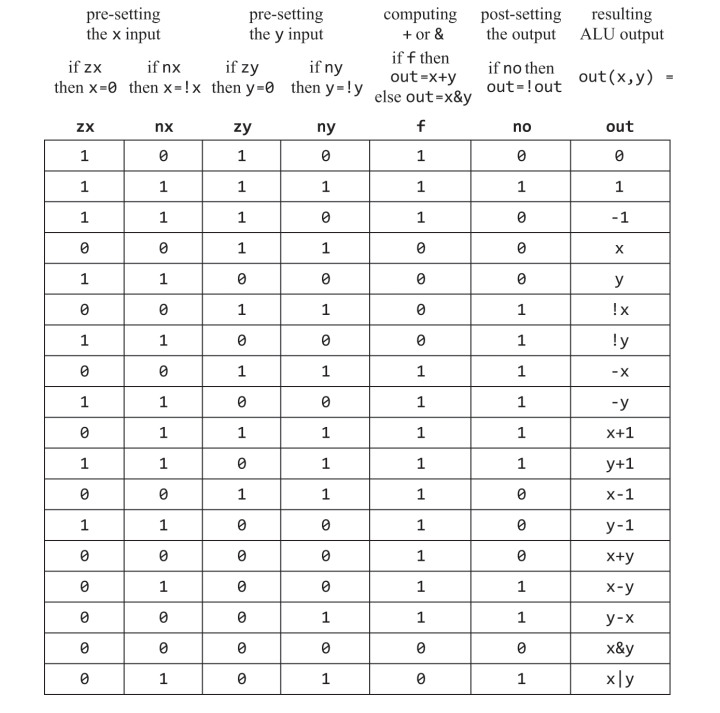 pre-setting the x input
pre-setting the y input
computing + or &
post-setting the output
resulting ALU output
if zx then x=0
if nx then x=!x
if zy then y=0
if ny then y=!y
if f then out=x+y else out=x&y
if no then out=!out
out(x,y) =
zx nx zy ny f no out
1 0 1 0 1 0 0
1 1 1 1 1 1 1
1 1 1 0 1 0 -1
0 0 1 1 0 0 x
1 1 0 0 0 0 y
0 0 1 1 0 1 !x
1 1 0 0 0 1 !y
0 0 1 1 1 1 -x
1 1 0 0 1 1 -y
0 1 1 1 1 1 x+1
1 1 0 1 1 1 y+1
0 0 1 1 1 0 x-1
1 1 0 0 1 0 y-1
0 0 0 0 1 0 x+y
0 1 0 0 1 1 x-y
0 0 0 1 1 1 y-x
0 0 0 0 0 0 x&y
0 1 0 1 0 1 x|y